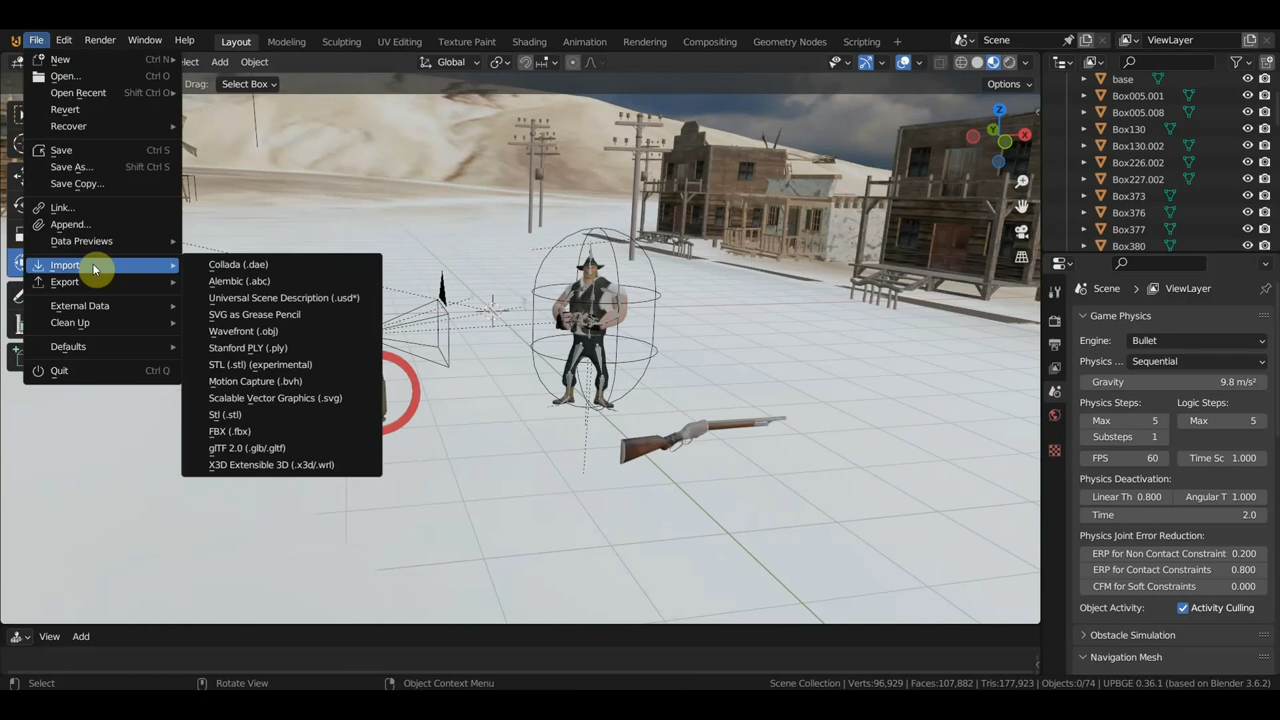 File Edit Render Window Help Layout Modeling Sculpting UV Editing Texture Paint Shading Animation Rendering Compositing Geometry Nodes Scripting + Scene ViewLayer
New Ctrl N
Open... Ctrl O
Open Recent Shift Ctrl O
Revert
Recover
Save Ctrl S
Save As... Shift Ctrl S
Save Copy...
Link...
Append...
Data Previews
Import
Export
External Data
Clean Up
Defaults
Quit Ctrl Q
Collada (.dae)
Alembic (.abc)
Universal Scene Description (.usd*)
SVG as Grease Pencil
Wavefront (.obj)
Stanford PLY (.ply)
STL (.stl) (experimental)
Motion Capture (.bvh)
Scalable Vector Graphics (.svg)
Stl (.stl)
FBX (.fbx)
glTF 2.0 (.glb/.gltf)
X3D Extensible 3D (.x3d/.wrl)
Add Object Global
Drag: Select Box Options
Z
Y
X
base
Box005.001
Box005.008
Box130
Box130.002
Box226.002
Box227.002
Box373
Box376
Box377
Box380
Scene ViewLayer
Game Physics
Engine: Bullet
Physics ... Sequential
Gravity 9.8 m/s²
Physics Steps: Logic Steps:
Max 5 Max 5
Substeps 1
FPS 60 Time Sc 1.000
Physics Deactivation:
Linear Th 0.800 Angular T 1.000
Time 2.0
Physics Joint Error Reduction:
ERP for Non Contact Constraint 0.200
ERP for Contact Constraints 0.800
CFM for Soft Constraints 0.000
Object Activity: Activity Culling
Obstacle Simulation
Navigation Mesh
View Add
Select Rotate View Object Context Menu Scene Collection | Verts:96,929 | Faces:107,882 | Tris:177,923 | Objects:0/74 | UPBGE 0.36.1 (based on Blender 3.6.2)